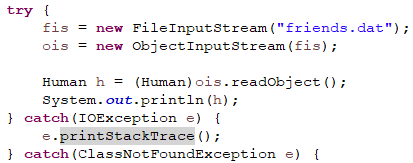 try {
    fis = new FileInputStream("friends.dat");
    ois = new ObjectInputStream(fis);

    Human h = (Human)ois.readObject();
    System.out.println(h);
} catch(IOException e) {
    e.printStackTrace();
} catch(ClassNotFoundException e) {